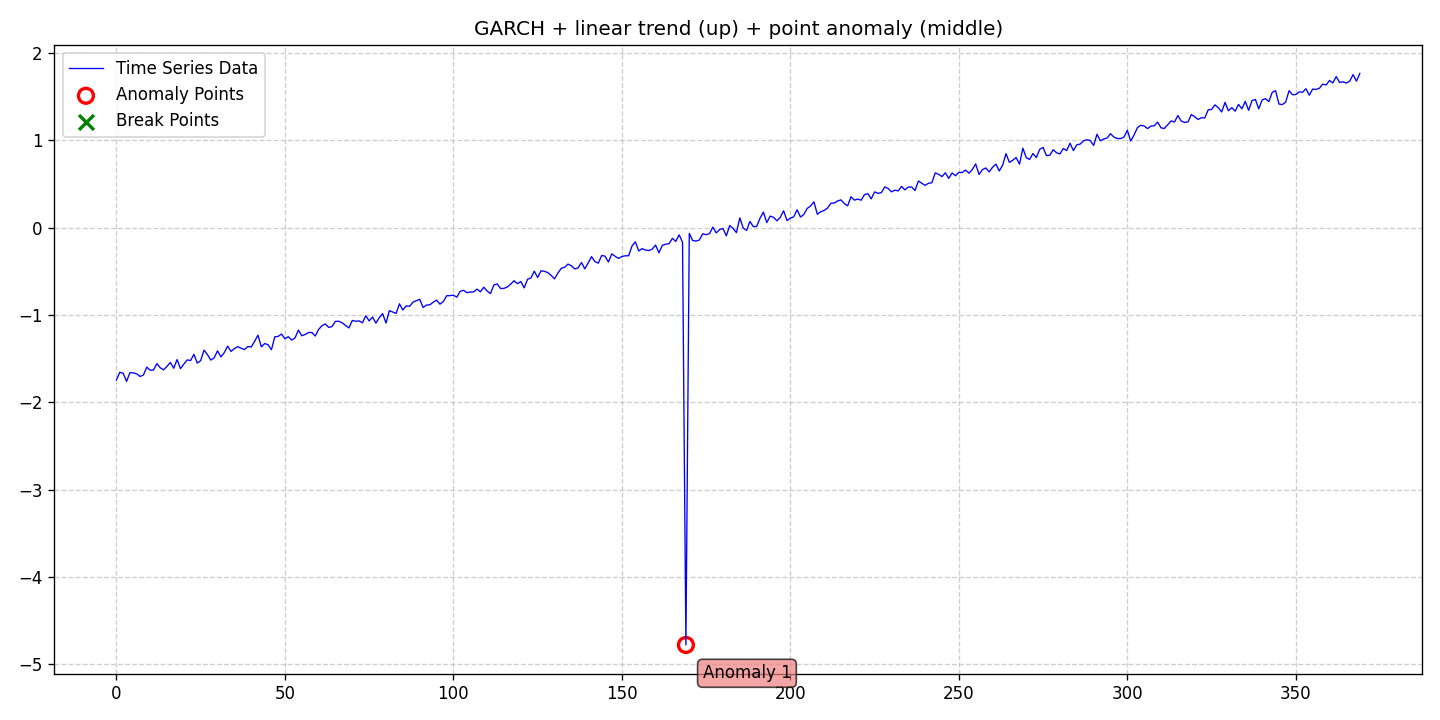 GARCH + linear trend (up) + point anomaly (middle)
Time Series Data
Anomaly Points
Break Points
2
1
0
−1
−2
−3
−4
−5
Anomaly 1
0 50 100 150 200 250 300 350